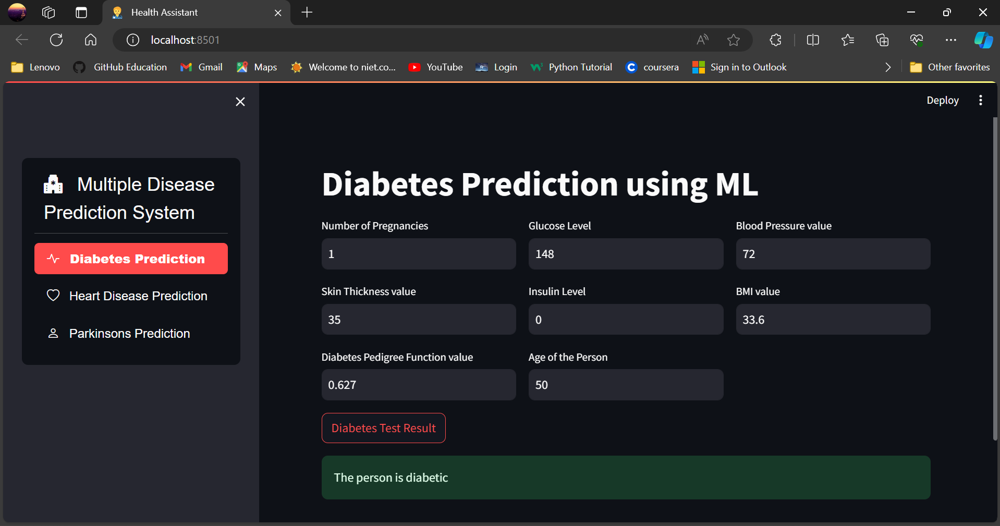 Health Assistant
localhost:8501
Lenovo
GitHub Education
Gmail
Maps
Welcome to niet.co...
YouTube
Login
Python Tutorial
coursera
Sign in to Outlook
Other favorites
Deploy
Multiple Disease
Prediction System
Diabetes Prediction
Heart Disease Prediction
Parkinsons Prediction
Diabetes Prediction using ML
Number of Pregnancies
Glucose Level
Blood Pressure value
1
148
72
Skin Thickness value
Insulin Level
BMI value
35
0
33.6
Diabetes Pedigree Function value
Age of the Person
0.627
50
Diabetes Test Result
The person is diabetic